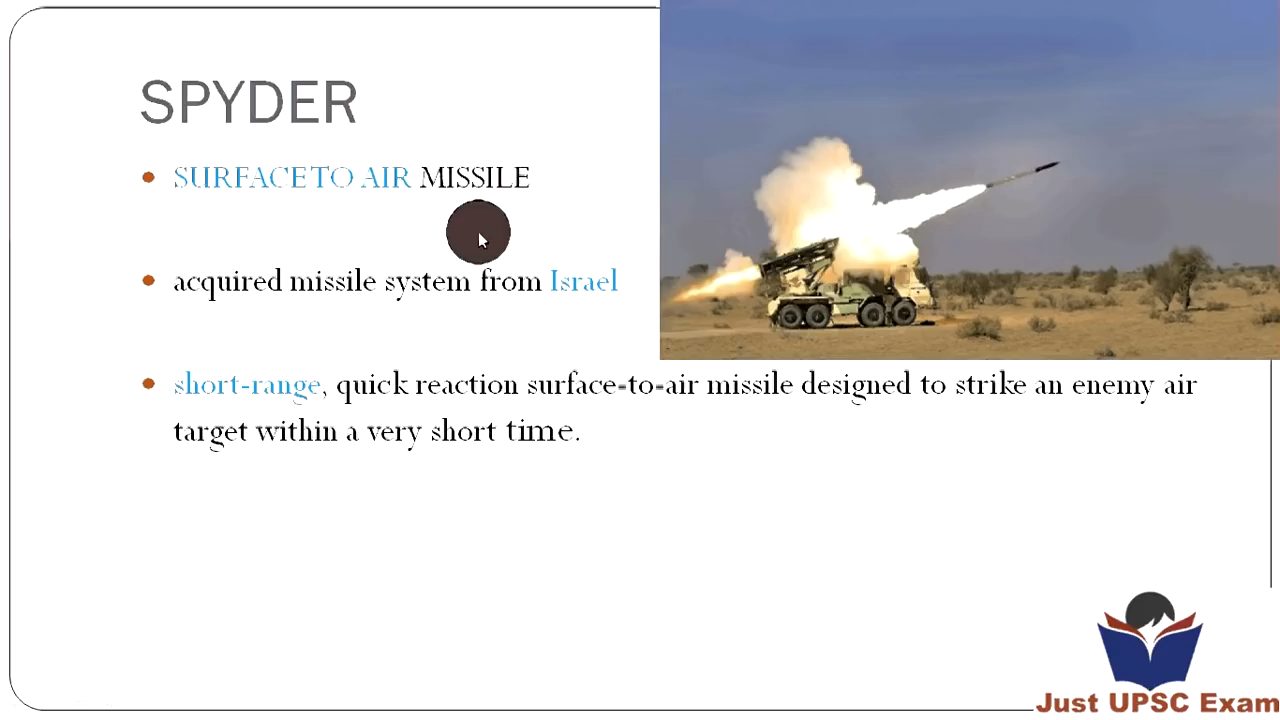 SPYDER
SURFACE TO AIR MISSILE
acquired missile system from Israel
short-range, quick reaction surface-to-air missile designed to strike an enemy air
target within a very short time.
Just UPSC Exam